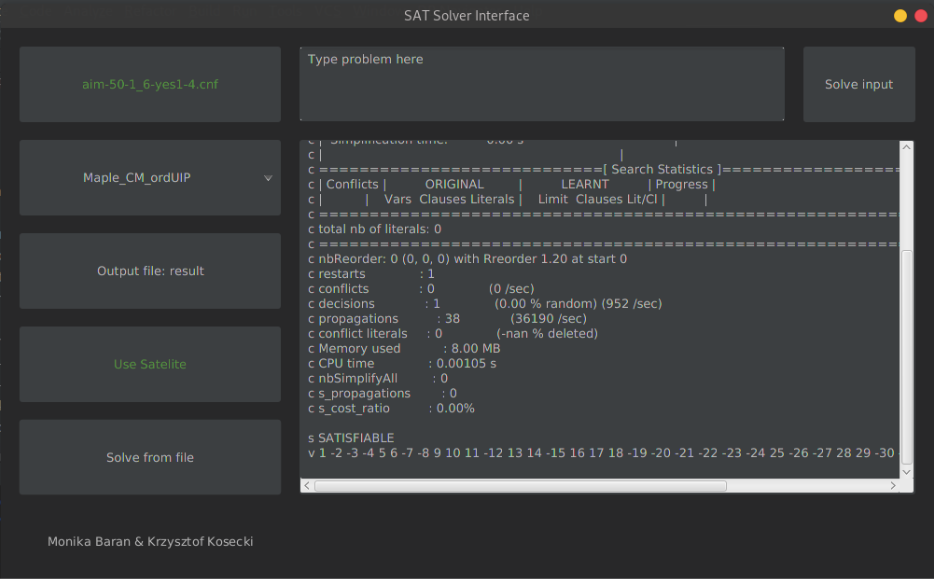 SAT Solver Interface
aim-50-1_6-yes1-4.cnf
Type problem here
Solve input
Maple_CM_ordUIP
Output file: result
Use Satelite
Solve from file
c | Simplification time: 0.00 s |
c | |
c =============================[ Search Statistics ]===================
c | Conflicts | ORIGINAL | LEARNT | Progress |
c | | Vars Clauses Literals | Limit Clauses Lit/Cl | |
c ====================================================================
c total nb of literals: 0
c ====================================================================
c nbReorder: 0 (0, 0, 0) with Rreorder 1.20 at start 0
c restarts : 1
c conflicts : 0 (0 /sec)
c decisions : 1 (0.00 % random) (952 /sec)
c propagations : 38 (36190 /sec)
c conflict literals : 0 (-nan % deleted)
c Memory used : 8.00 MB
c CPU time : 0.00105 s
c nbSimplifyAll : 0
c s_propagations : 0
c s_cost_ratio : 0.00%
s SATISFIABLE
v 1 -2 -3 -4 5 6 -7 -8 9 10 11 -12 13 14 -15 16 17 18 -19 -20 -21 -22 -23 -24 25 -26 -27 28 29 -30
Monika Baran & Krzysztof Kosecki